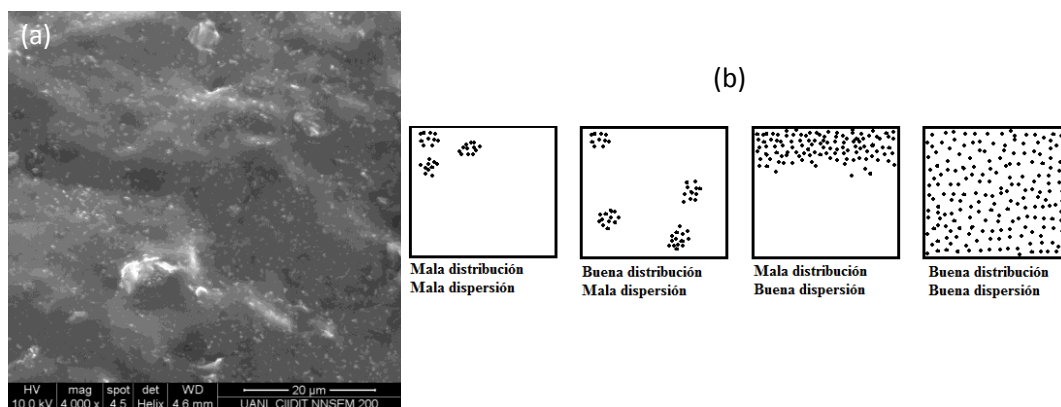 (a)
HV mag spot det WD
10.0 kV 4,000 x 4.5 Helix 4.6 mm
20 µm
UANL CIIDIT NNSEM 200
(b)
Mala distribución
Mala dispersión
Buena distribución
Mala dispersión
Mala distribución
Buena dispersión
Buena distribución
Buena dispersión